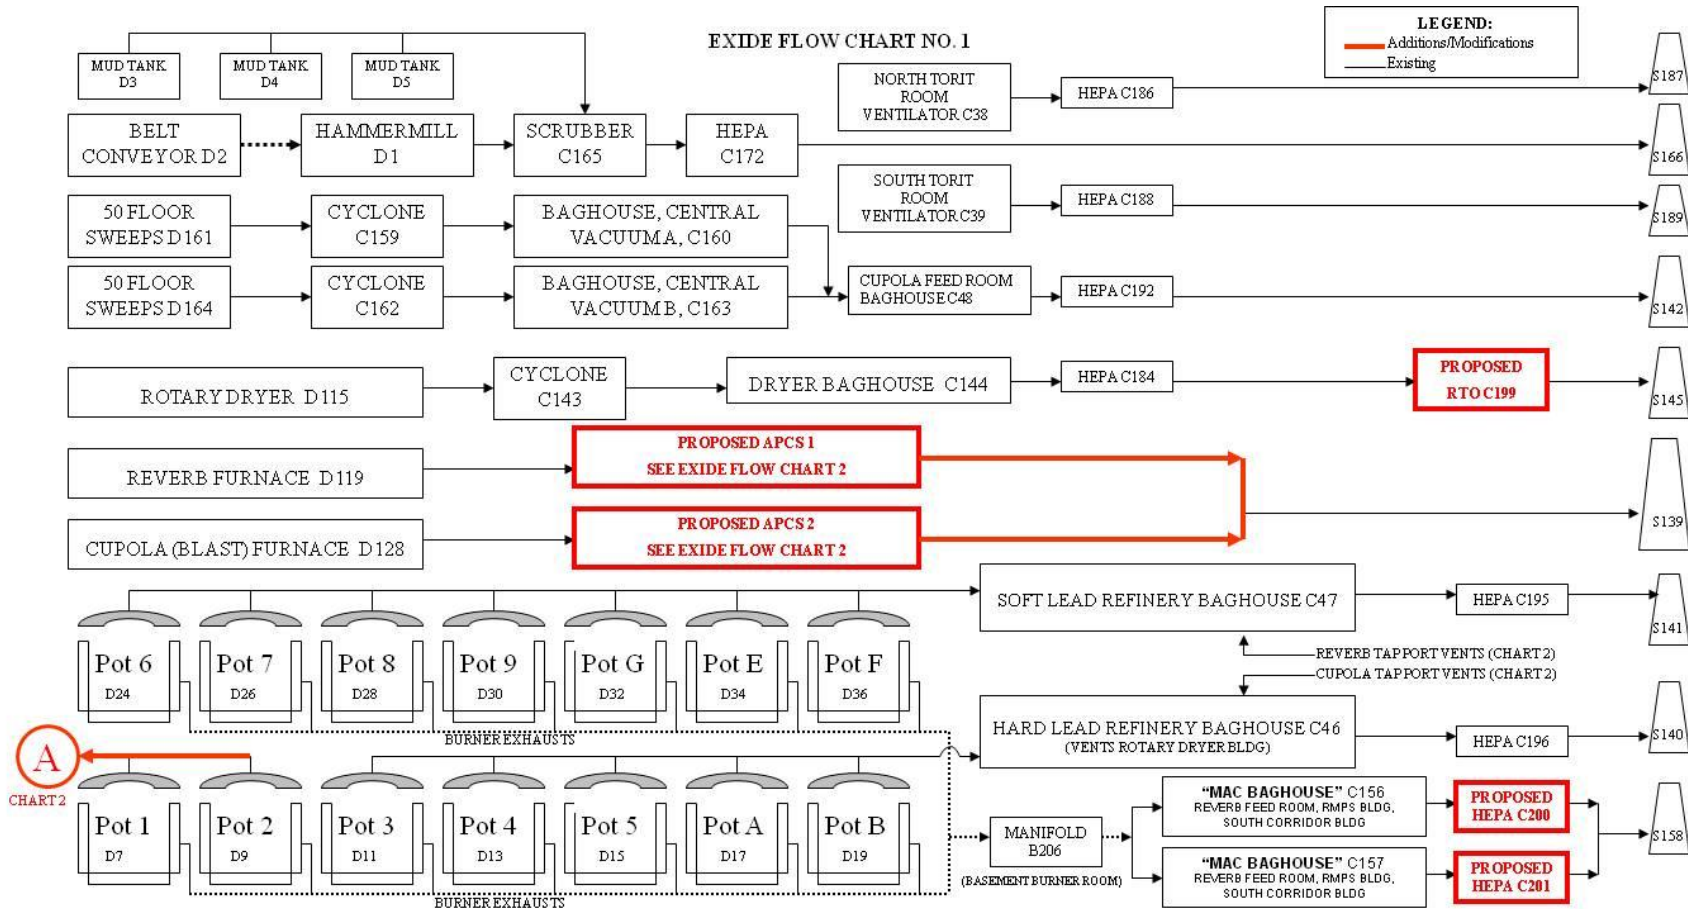 EXIDE FLOW CHART NO. 1
LEGEND:
Additions/Modifications
Existing
MUD TANK
D3
MUD TANK
D4
MUD TANK
D5
NORTH TORIT
ROOM
VENTILATOR C38
HEPA C186
S187
BELT
CONVEYOR D2
HAMMERMILL
D1
SCRUBBER
C165
HEPA
C172
S166
SOUTH TORIT
ROOM
VENTILATOR C39
HEPA C188
S189
50 FLOOR
SWEEPS D161
CYCLONE
C159
BAGHOUSE, CENTRAL
VACUUM A, C160
50 FLOOR
SWEEPS D164
CYCLONE
C162
BAGHOUSE, CENTRAL
VACUUM B, C163
CUPOLA FEED ROOM
BAGHOUSE C48
HEPA C192
S142
ROTARY DRYER D115
CYCLONE
C143
DRYER BAGHOUSE C144
HEPA C184
PROPOSED
RTO C199
S145
REVERB FURNACE D119
PROPOSED APCS 1
SEE EXIDE FLOW CHART 2
CUPOLA (BLAST) FURNACE D128
PROPOSED APCS 2
SEE EXIDE FLOW CHART 2
S139
Pot 6
D24
Pot 7
D26
Pot 8
D28
Pot 9
D30
Pot G
D32
Pot E
D34
Pot F
D36
SOFT LEAD REFINERY BAGHOUSE C47
HEPA C195
S141
REVERB TAPPORT VENTS (CHART 2)
CUPOLA TAPPORT VENTS (CHART 2)
BURNER EXHAUSTS
HARD LEAD REFINERY BAGHOUSE C46
(VENTS ROTARY DRYER BLDG)
HEPA C196
S140
A
CHART 2
Pot 1
D7
Pot 2
D9
Pot 3
D11
Pot 4
D13
Pot 5
D15
Pot A
D17
Pot B
D19
BURNER EXHAUSTS
MANIFOLD
B206
(BASEMENT BURNER ROOM)
“MAC BAGHOUSE” C156
REVERB FEED ROOM, RMPS BLDG,
SOUTH CORRIDOR BLDG
PROPOSED
HEPA C200
“MAC BAGHOUSE” C157
REVERB FEED ROOM, RMPS BLDG,
SOUTH CORRIDOR BLDG
PROPOSED
HEPA C201
S158